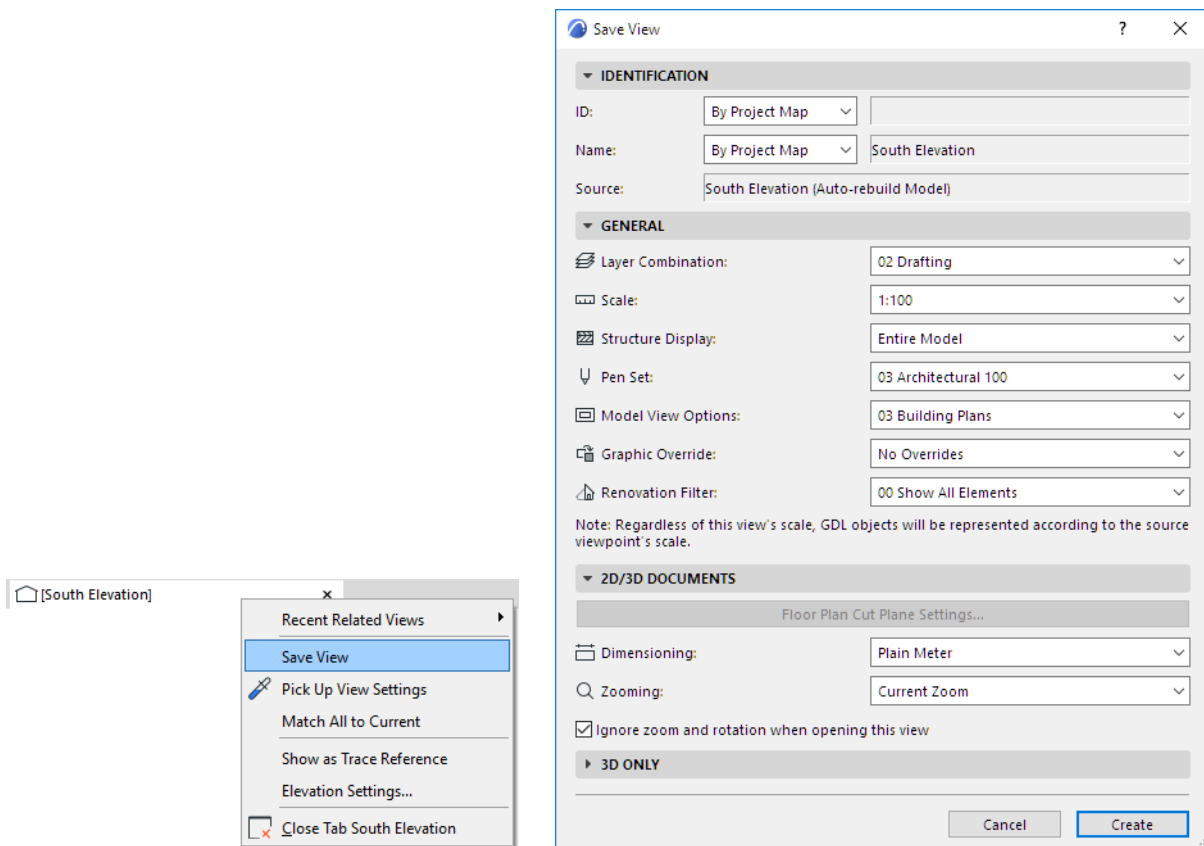 [South Elevation]
Recent Related Views
Save View
Pick Up View Settings
Match All to Current
Show as Trace Reference
Elevation Settings...
Close Tab South Elevation
Save View
IDENTIFICATION
ID: By Project Map
Name: By Project Map South Elevation
Source: South Elevation (Auto-rebuild Model)
GENERAL
Layer Combination: 02 Drafting
Scale: 1:100
Structure Display: Entire Model
Pen Set: 03 Architectural 100
Model View Options: 03 Building Plans
Graphic Override: No Overrides
Renovation Filter: 00 Show All Elements
Note: Regardless of this view's scale, GDL objects will be represented according to the source
viewpoint's scale.
2D/3D DOCUMENTS
Floor Plan Cut Plane Settings...
Dimensioning: Plain Meter
Zooming: Current Zoom
Ignore zoom and rotation when opening this view
3D ONLY
Cancel Create